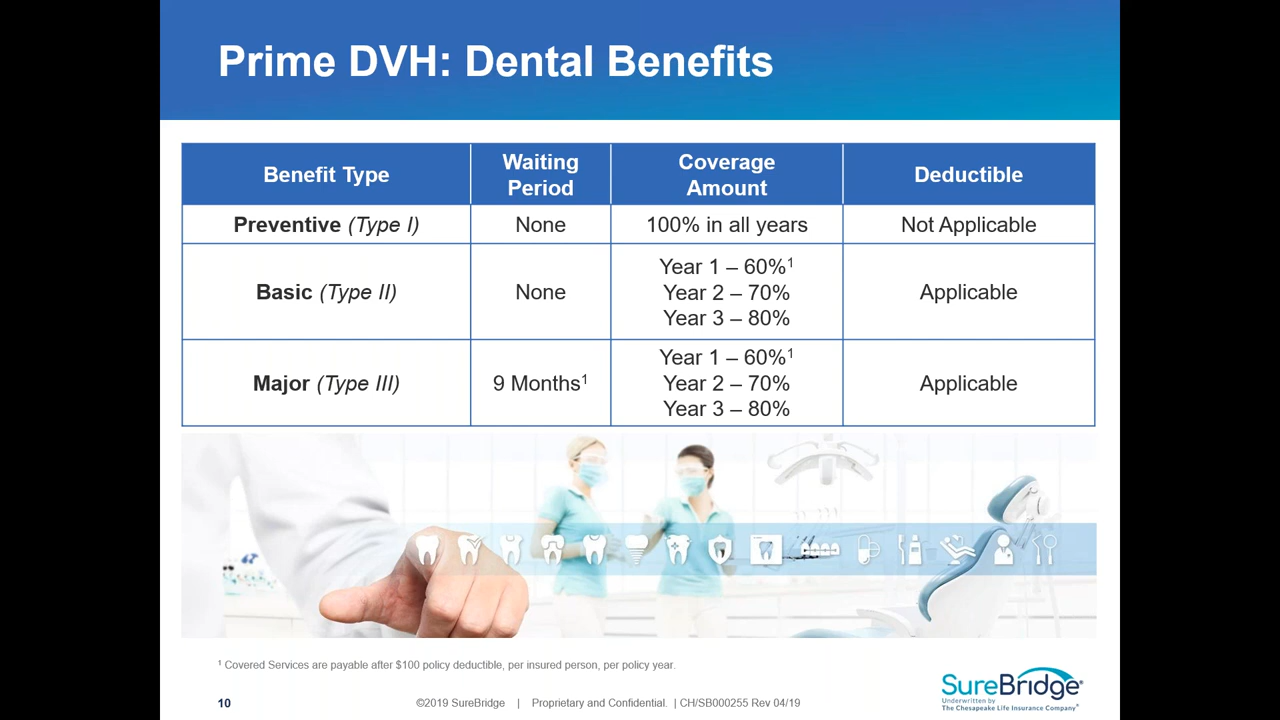 Prime DVH: Dental Benefits
Benefit Type
Waiting
Period
Coverage
Amount
Deductible
Preventive (Type I)
None
100% in all years
Not Applicable
Basic (Type II)
None
Year 1 – 60%¹
Year 2 – 70%
Year 3 – 80%
Applicable
Major (Type III)
9 Months¹
Year 1 – 60%¹
Year 2 – 70%
Year 3 – 80%
Applicable
¹ Covered Services are payable after $100 policy deductible, per insured person, per policy year.
10
©2019 SureBridge | Proprietary and Confidential. | CH/SB000255 Rev 04/19
SureBridge®
Underwritten by
The Chesapeake Life Insurance Company®